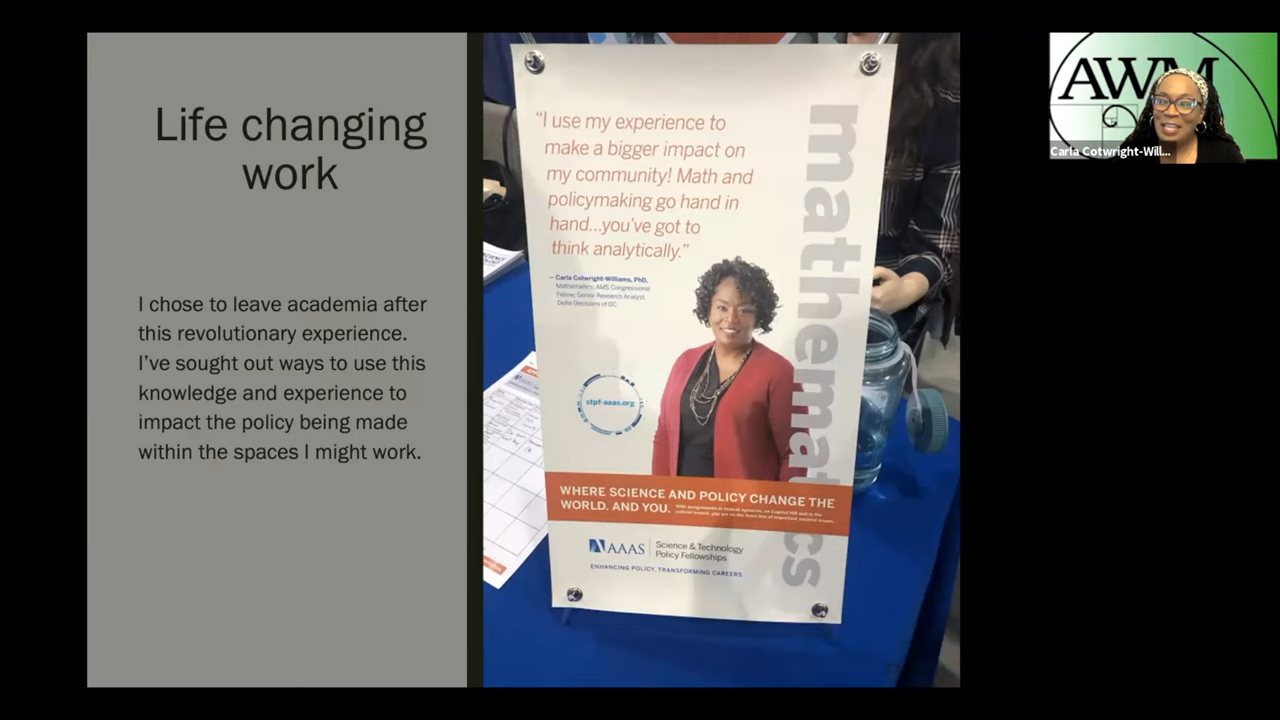 Life changing
work
I chose to leave academia after
this revolutionary experience.
I've sought out ways to use this
knowledge and experience to
impact the policy being made
within the spaces I might work.
"I use my experience to
make a bigger impact on
my community! Math and
policymaking go hand in
hand...you've got to
think analytically."
— Carla Cotwright-Williams, PhD,
Mathematics; AMS Congressional
Fellow; Senior Research Analyst,
stpf-aaas.org
mathematics
WHERE SCIENCE AND POLICY CHANGE THE
WORLD. AND YOU.
AAAS
Science & Technology
Policy Fellowships
ENHANCING POLICY. TRANSFORMING CAREERS
AWM
Carla Cotwright-Will...